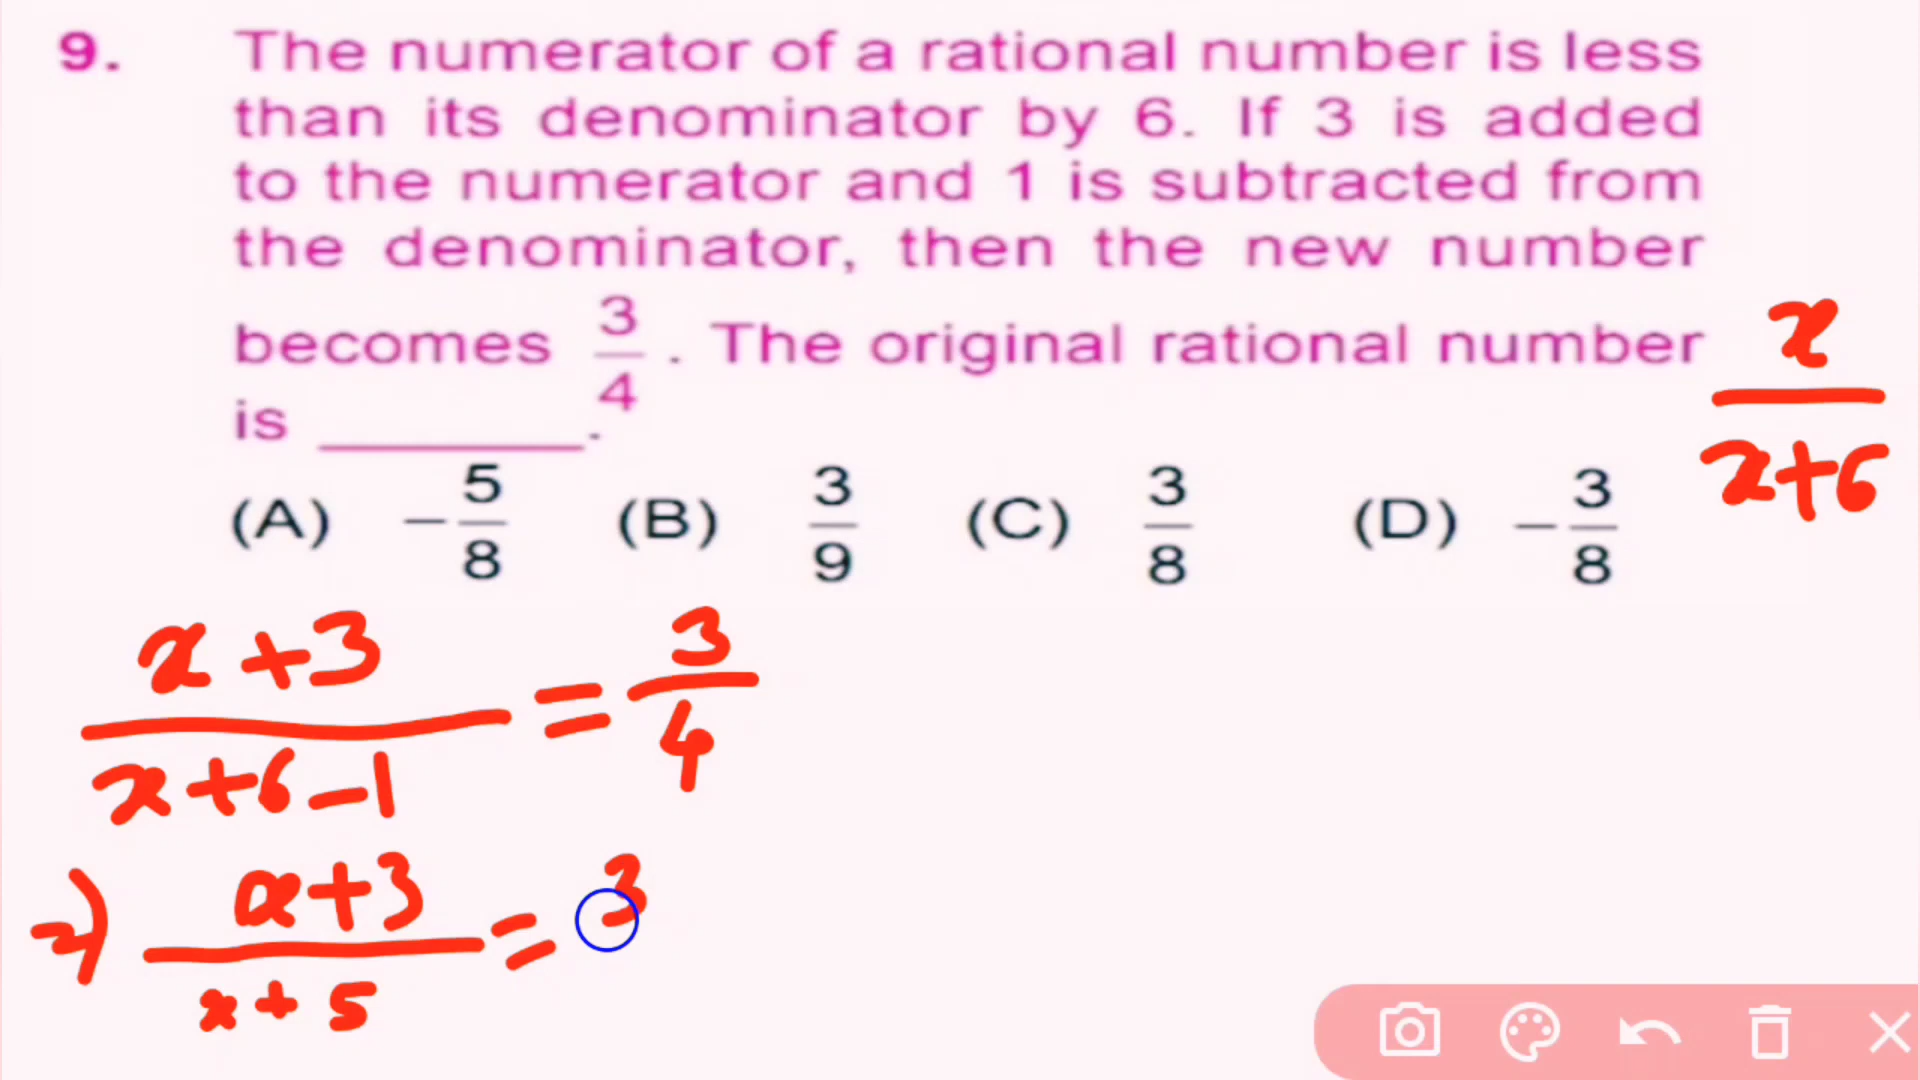 9. The numerator of a rational number is less
than its denominator by 6. If 3 is added
to the numerator and 1 is subtracted from
the denominator, then the new number
becomes 3/4. The original rational number
is ________.
x/(x+6)
(A) -5/8 (B) 3/9 (C) 3/8 (D) -3/8
(x+3)/(x+6-1) = 3/4
⇒ (x+3)/(x+5) = 3